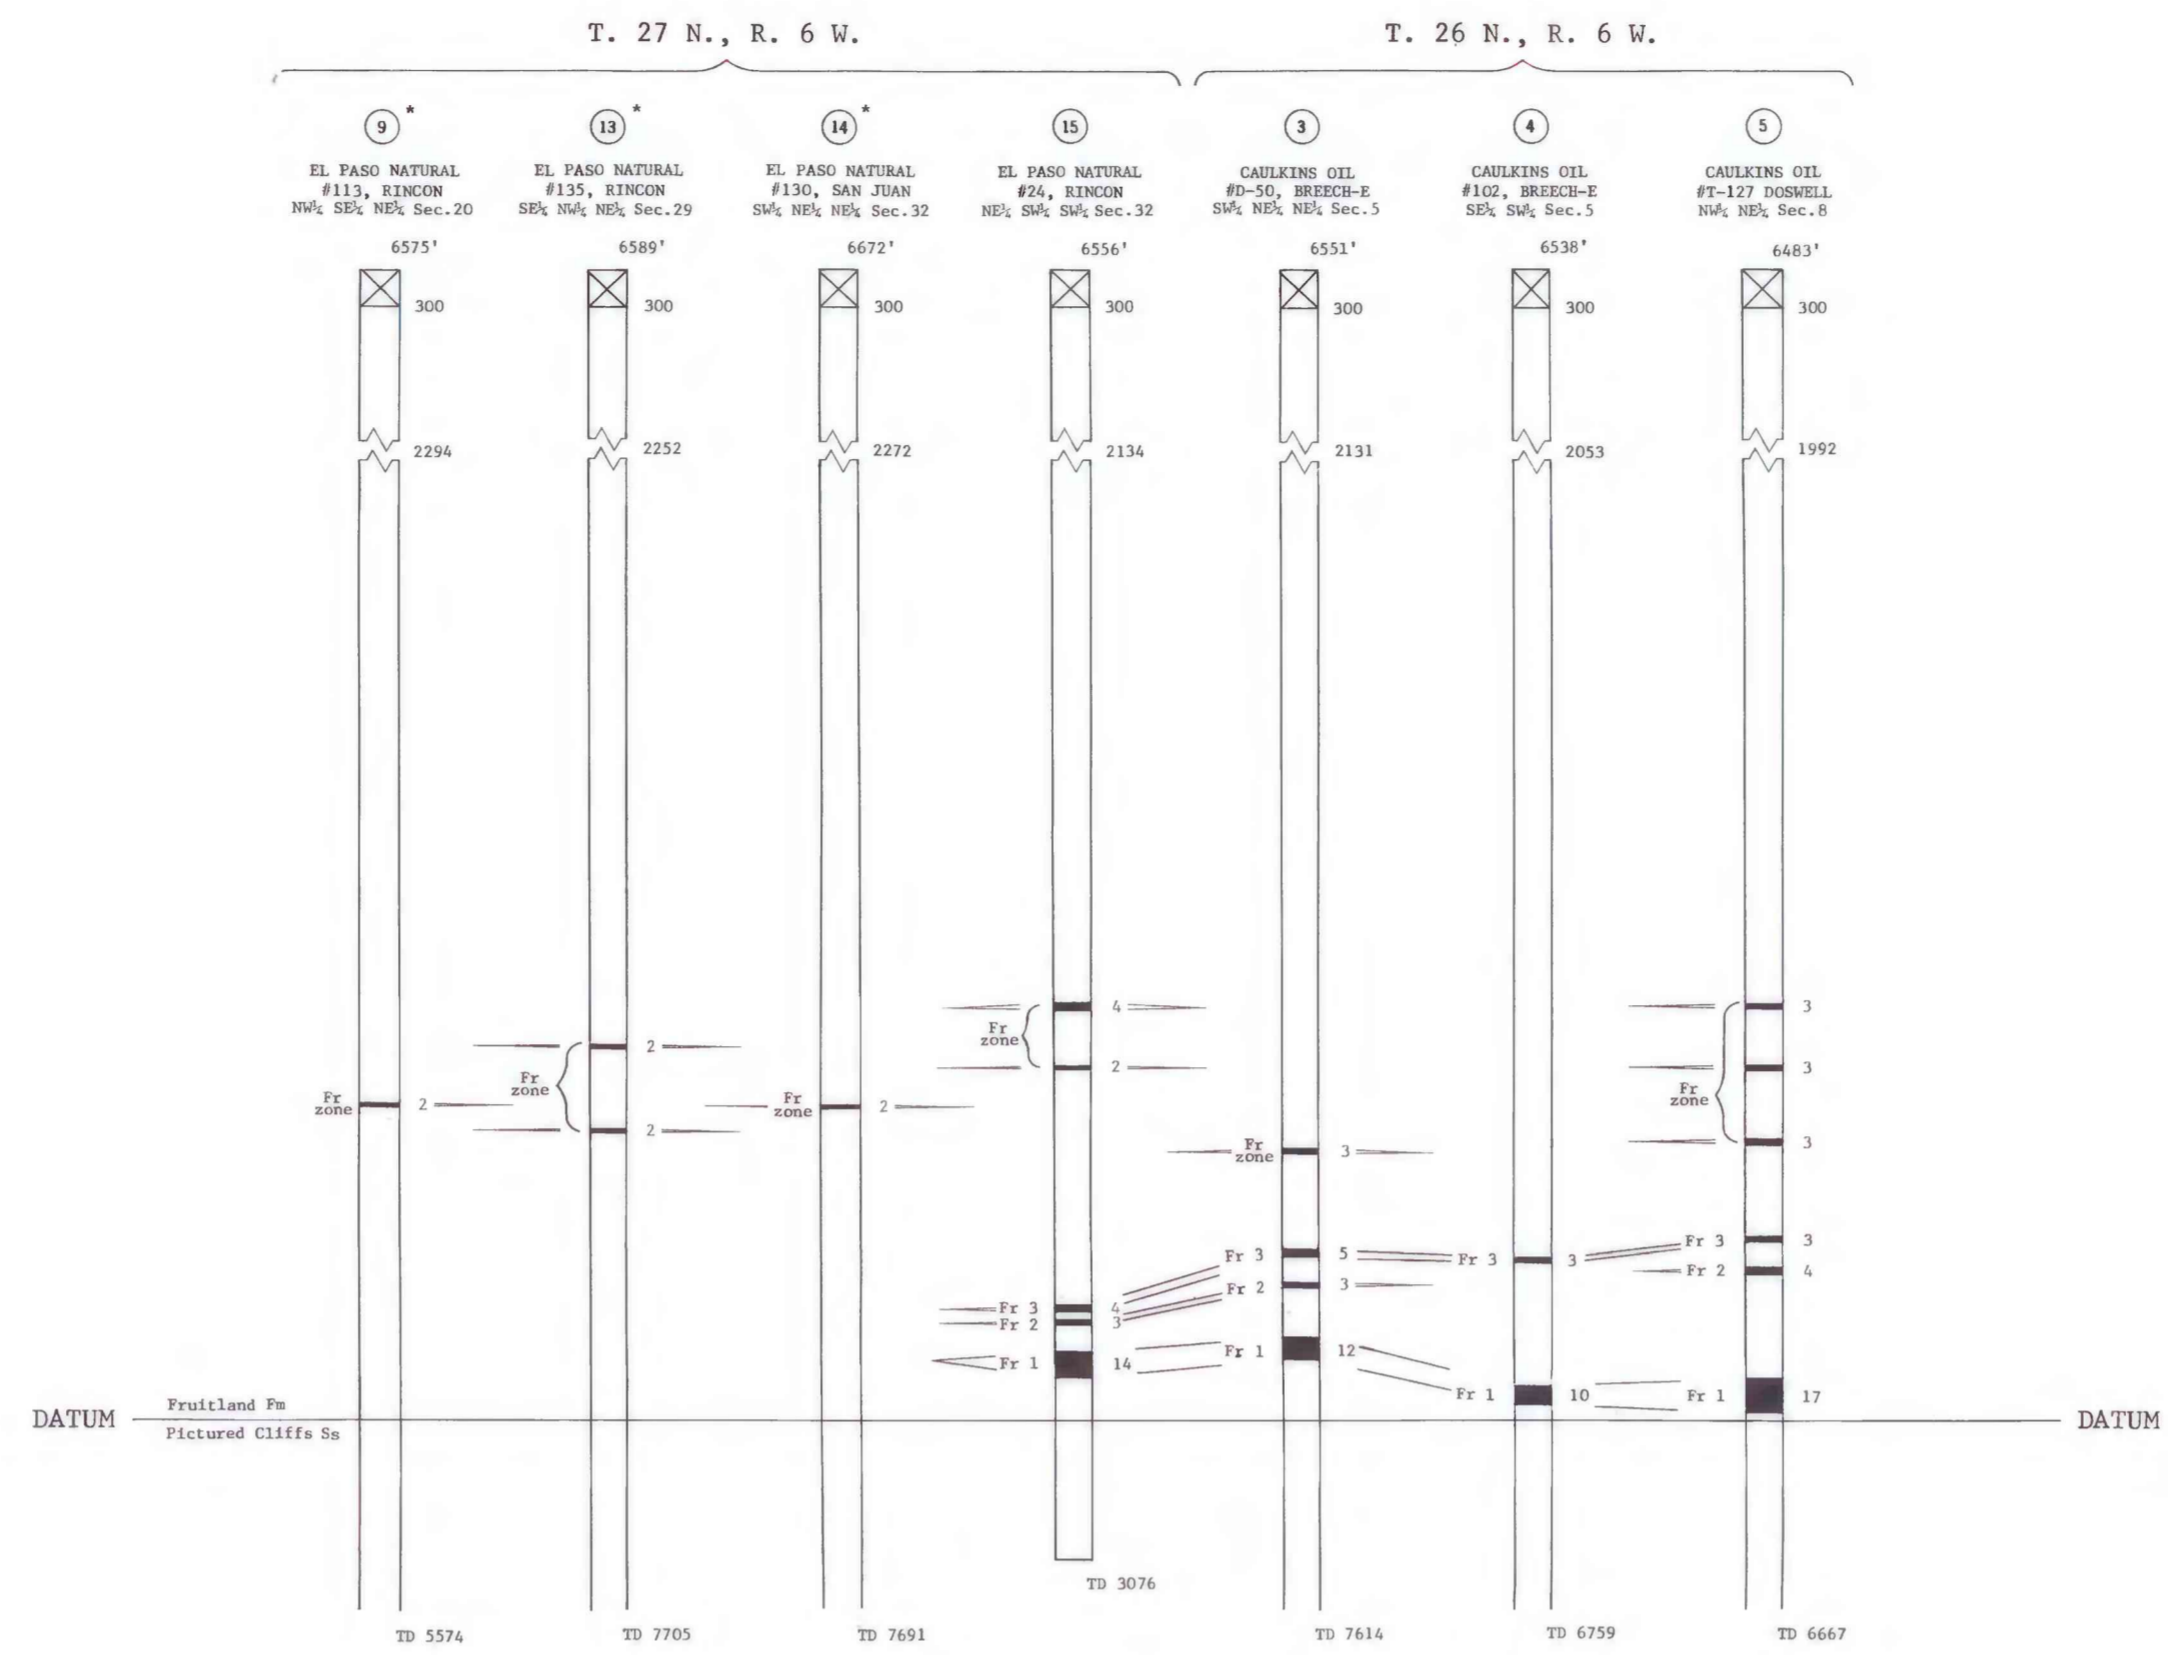 T. 27 N., R. 6 W.
T. 26 N., R. 6 W.
9 *
EL PASO NATURAL
#113, RINCON
NW¼ SE¼ NE¼ Sec.20
6575'
300
2294
Fr
zone
2
TD 5574
13 *
EL PASO NATURAL
#135, RINCON
SE¼ NW¼ NE¼ Sec.29
6589'
300
2252
2
Fr
zone
2
TD 7705
14 *
EL PASO NATURAL
#130, SAN JUAN
SW¼ NE¼ NE¼ Sec.32
6672'
300
2272
Fr
zone
2
TD 7691
15
EL PASO NATURAL
#24, RINCON
NE¼ SW¼ SW¼ Sec.32
6556'
300
2134
4
Fr
zone
2
Fr 3 4
Fr 2 3
Fr 1 14
TD 3076
3
CAULKINS OIL
#D-50, BREECH-E
SW¼ NE¼ NE¼ Sec.5
6551'
300
2131
Fr
zone
3
Fr 3 5
Fr 2 3
Fr 1 12
TD 7614
4
CAULKINS OIL
#102, BREECH-E
SE¼ SW¼ Sec.5
6538'
300
2053
Fr 3 3
Fr 1 10
TD 6759
5
CAULKINS OIL
#T-127 DOSWELL
NW¼ NE¼ Sec.8
6483'
300
1992
3
3
Fr
zone
3
Fr 3 3
Fr 2 4
Fr 1 17
TD 6667
Fruitland Fm
DATUM
DATUM
Pictured Cliffs Ss